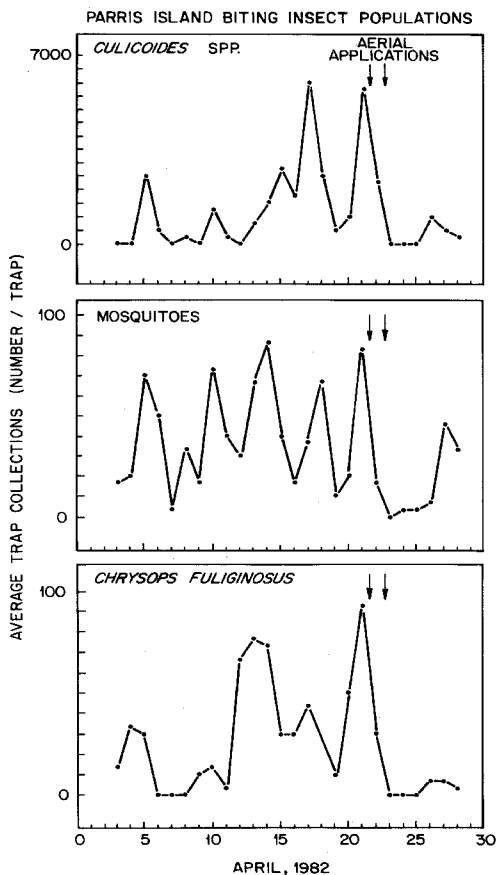 PARRIS ISLAND BITING INSECT POPULATIONS
CULICOIDES SPP.
AERIAL
APPLICATIONS
7000
0
MOSQUITOES
100
0
CHRYSOPS FULIGINOSUS
100
0
0 5 10 15 20 25 30
APRIL, 1982
AVERAGE TRAP COLLECTIONS (NUMBER / TRAP)